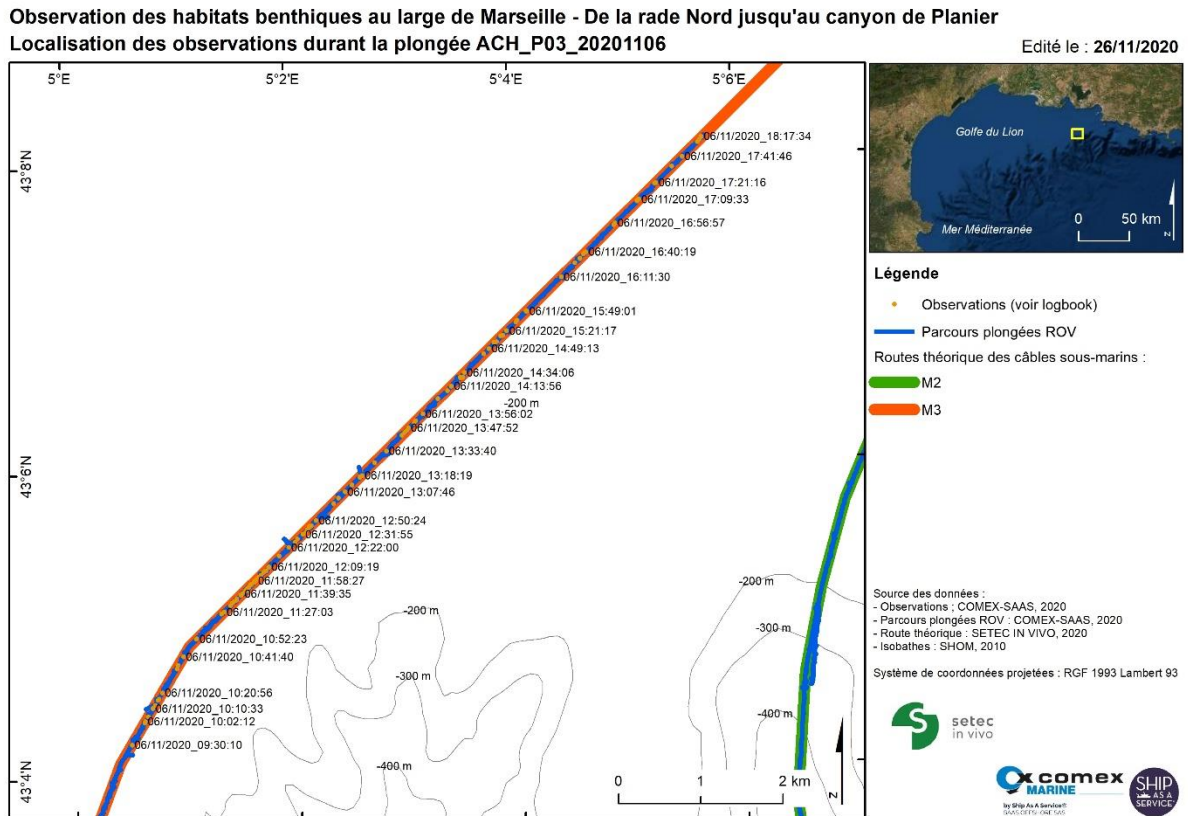 Observation des habitats benthiques au large de Marseille - De la rade Nord jusqu'au canyon de Planier
Localisation des observations durant la plongée ACH_P03_20201106
Edité le : 26/11/2020
5°E
5°2'E
5°4'E
5°6'E
43°8'N
43°6'N
43°4'N
06/11/2020_18:17:34
06/11/2020_17:41:46
06/11/2020_17:21:16
06/11/2020_17:09:33
06/11/2020_16:56:57
06/11/2020_16:40:19
06/11/2020_16:11:30
06/11/2020_15:49:01
06/11/2020_15:21:17
06/11/2020_14:49:13
06/11/2020_14:34:06
06/11/2020_14:13:56
-200 m
06/11/2020_13:56:02
06/11/2020_13:47:52
06/11/2020_13:33:40
06/11/2020_13:18:19
06/11/2020_13:07:46
06/11/2020_12:50:24
06/11/2020_12:31:55
06/11/2020_12:22:00
06/11/2020_12:09:19
06/11/2020_11:58:27
06/11/2020_11:39:35
06/11/2020_11:27:03
06/11/2020_10:52:23
06/11/2020_10:41:40
06/11/2020_10:20:56
06/11/2020_10:10:33
06/11/2020_10:02:12
06/11/2020_09:30:10
-200 m
-300 m
-400 m
-200 m
-300 m
-400 m
0 1 2 km
N
Golfe du Lion
Mer Méditerranée
0 50 km
N
Légende
Observations (voir logbook)
Parcours plongées ROV
Routes théorique des câbles sous-marins :
M2
M3
Source des données :
- Observations ; COMEX-SAAS, 2020
- Parcours plongées ROV : COMEX-SAAS, 2020
- Route théorique : SETEC IN VIVO, 2020
- Isobathes : SHOM, 2010
Système de coordonnées projetées : RGF 1993 Lambert 93
setec
in vivo
comex
MARINE
by Ship As A Service®
SAAS OFFSHORE SAS
SHIP
AS A
SERVICE